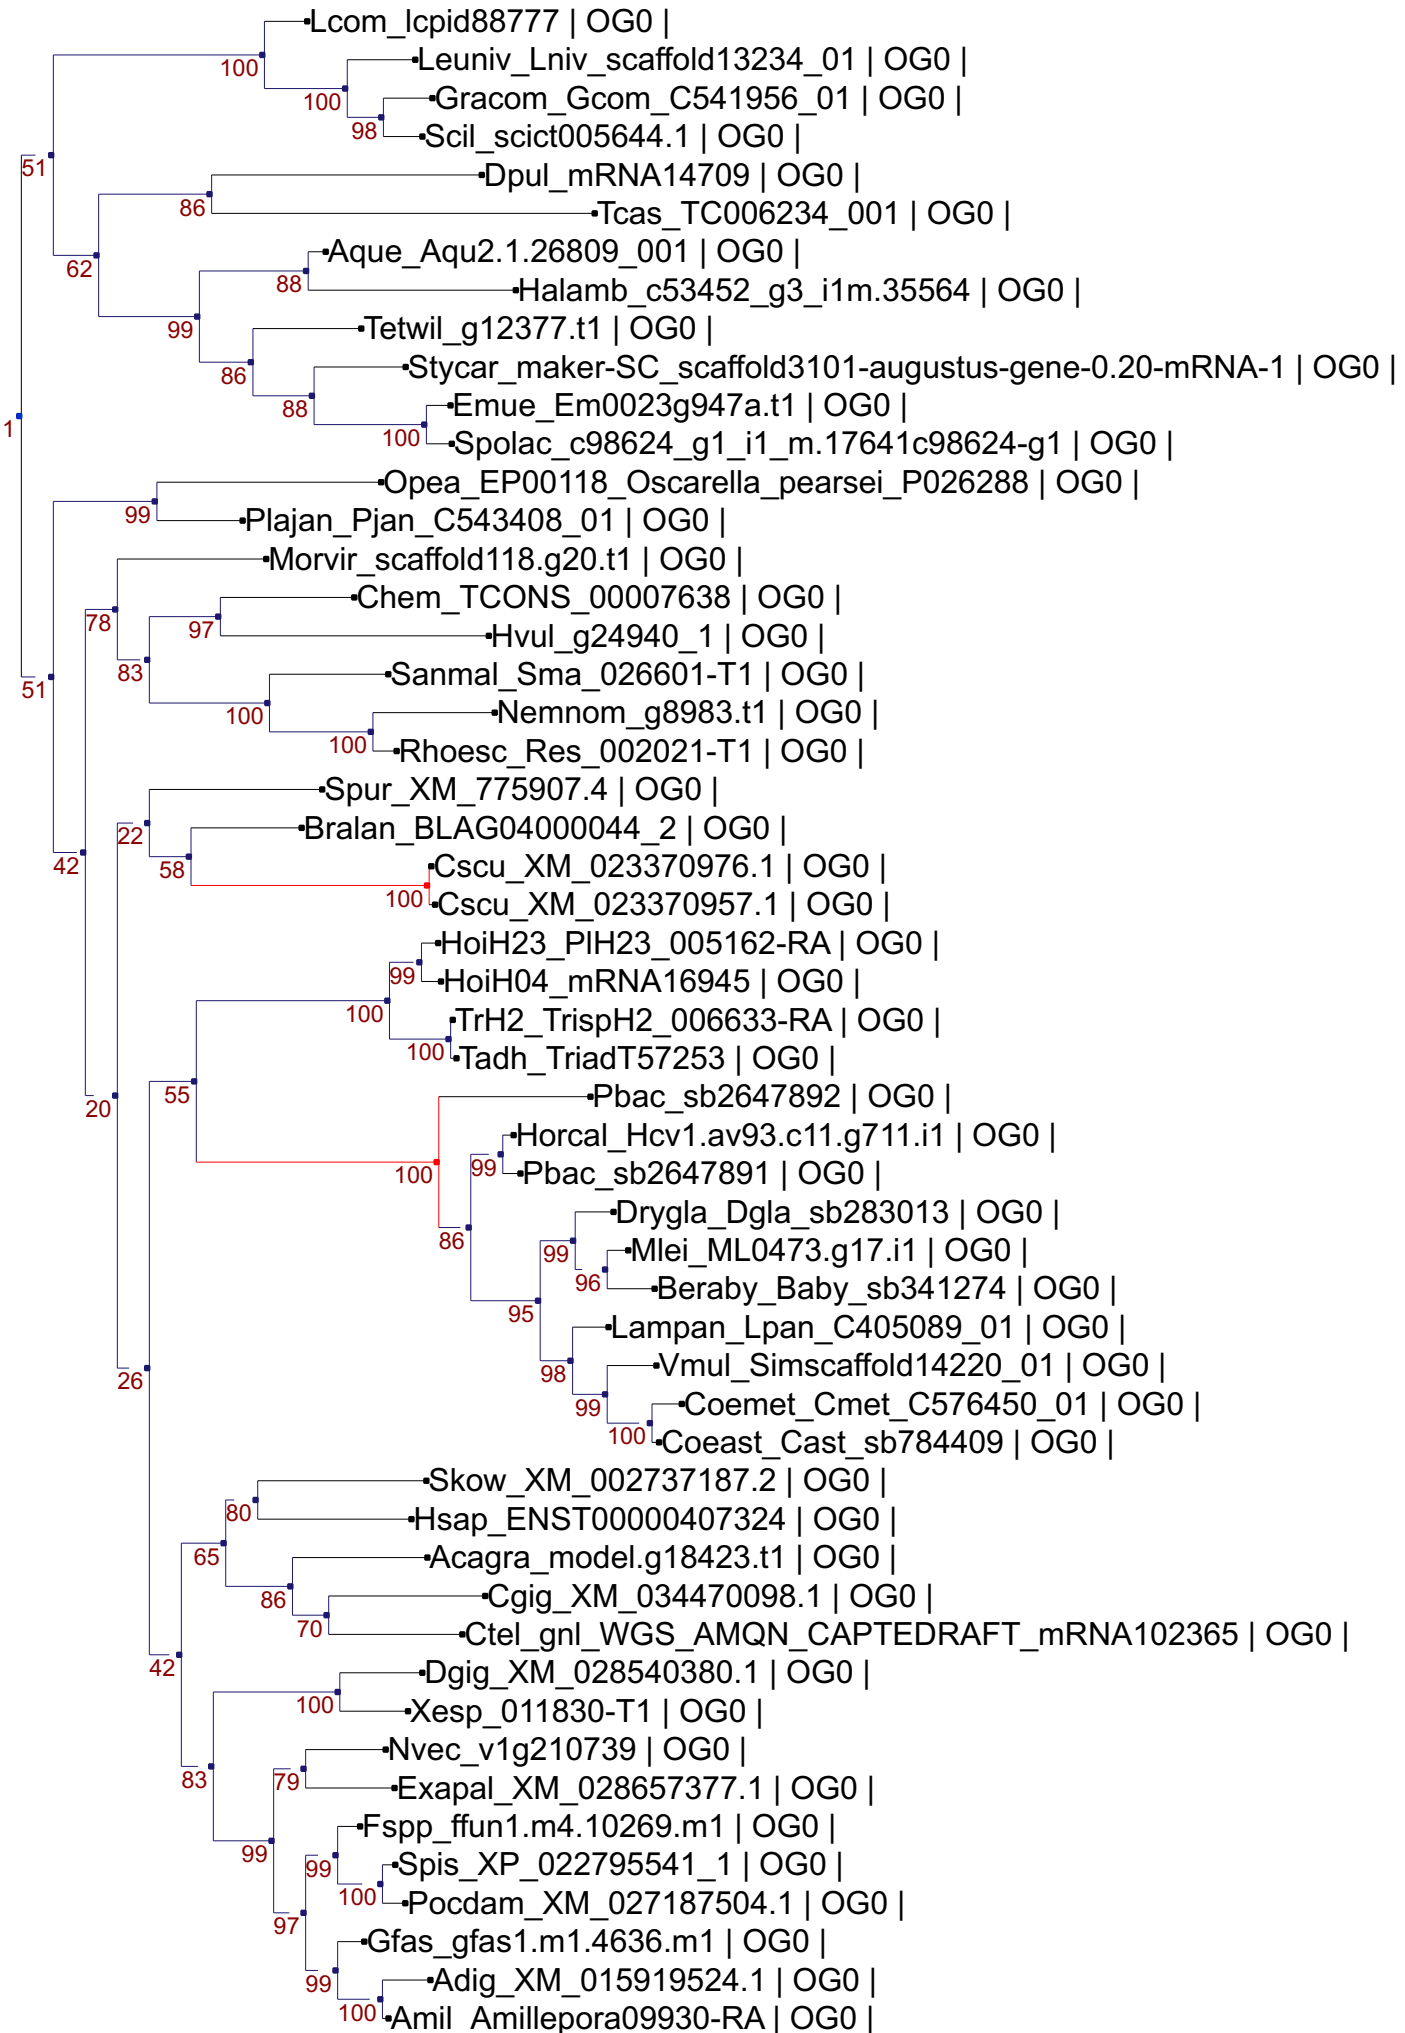 Lcom_lcpid88777 | OG0 |
Leuniv_Lniv_scaffold13234_01 | OG0 |
100
Gracom_Gcom_C541956_01 | OG0 |
100
Scil_scict005644.1 | OG0 |
98
51
Dpul_mRNA14709 | OG0 |
86
Tcas_TC006234_001 | OG0 |
Aque_Aqu2.1.26809_001 | OG0 |
62
88
Halamb_c53452_g3_i1m.35564 | OG0 |
99
Tetwil_g12377.t1 | OG0 |
86
Stycar_maker-SC_scaffold3101-augustus-gene-0.20-mRNA-1 | OG0 |
88
Emue_Em0023g947a.t1 | OG0 |
1
100
Spolac_c98624_g1_i1_m.17641c98624-g1 | OG0 |
Opea_EP00118_Oscarella_pearsei_P026288 | OG0 |
99
Plajan_Pjan_C543408_01 | OG0 |
Morvir_scaffold118.g20.t1 | OG0 |
Chem_TCONS_00007638 | OG0 |
78
97
Hvul_g24940_1 | OG0 |
83
51
Sanmal_Sma_026601-T1 | OG0 |
100
Nemnom_g8983.t1 | OG0 |
100
Rhoesc_Res_002021-T1 | OG0 |
Spur_XM_775907.4 | OG0 |
22
Bralan_BLAG04000044_2 | OG0 |
42
58
Cscu_XM_023370976.1 | OG0 |
100
Cscu_XM_023370957.1 | OG0 |
HoiH23_PlH23_005162-RA | OG0 |
99
HoiH04_mRNA16945 | OG0 |
100
TrH2_TrispH2_006633-RA | OG0 |
100
Tadh_TriadT57253 | OG0 |
55
Pbac_sb2647892 | OG0 |
20
Horcal_Hcv1.av93.c11.g711.i1 | OG0 |
99
100
Pbac_sb2647891 | OG0 |
Drygla_Dgla_sb283013 | OG0 |
86
99
Mlei_ML0473.g17.i1 | OG0 |
96
Beraby_Baby_sb341274 | OG0 |
95
Lampan_Lpan_C405089_01 | OG0 |
98
Vmul_Simscaffold14220_01 | OG0 |
26
99
Coemet_Cmet_C576450_01 | OG0 |
100
Coeast_Cast_sb784409 | OG0 |
Skow_XM_002737187.2 | OG0 |
80
Hsap_ENST00000407324 | OG0 |
65
Acagra_model.g18423.t1 | OG0 |
86
Cgig_XM_034470098.1 | OG0 |
70
Ctel_gnl_WGS_AMQN_CAPTEDRAFT_mRNA102365 | OG0 |
42
Dgig_XM_028540380.1 | OG0 |
100
Xesp_011830-T1 | OG0 |
Nvec_v1g210739 | OG0 |
83
79
Exapal_XM_028657377.1 | OG0 |
Fspp_ffun1.m4.10269.m1 | OG0 |
99
99
Spis_XP_022795541_1 | OG0 |
100
Pocdam_XM_027187504.1 | OG0 |
97
Gfas_gfas1.m1.4636.m1 | OG0 |
99
Adig_XM_015919524.1 | OG0 |
100
Amil_Amillepora09930-RA | OG0 |